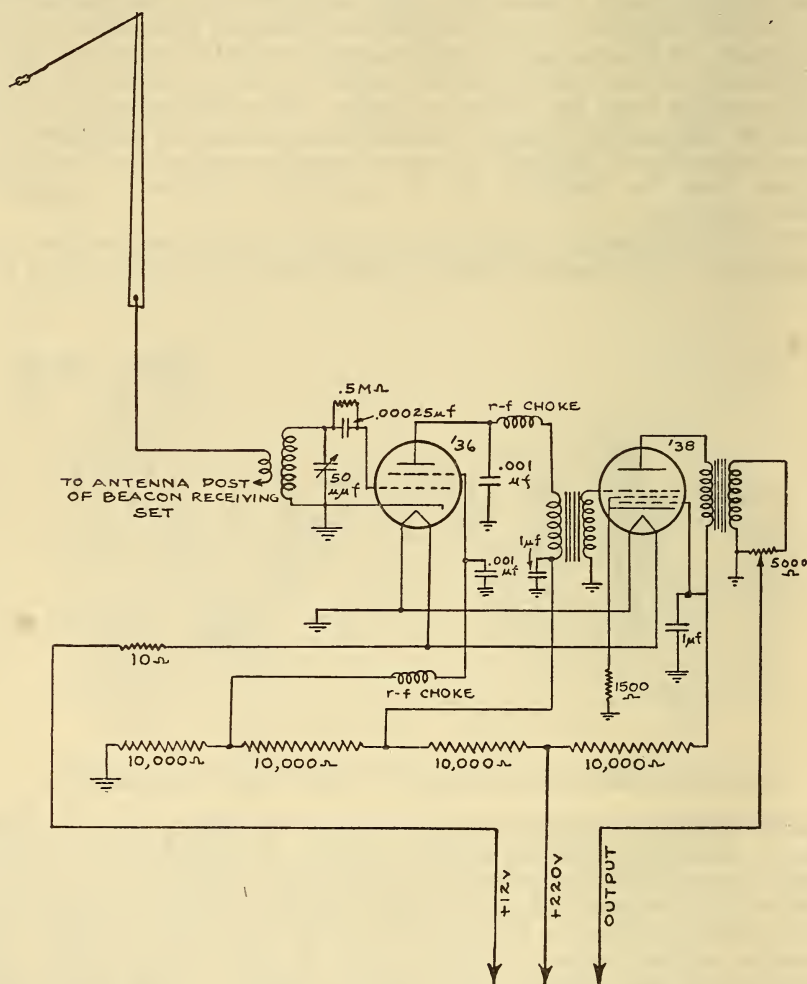 .5MΩ
.00025μf
r-f CHOKE
'36
'38
50
μμf
.001
μf
TO ANTENNA POST
OF BEACON RECEIVING
SET
.001
μf
1μf
5000
Ω
1μf
10Ω
r-f CHOKE
1500
Ω
10,000Ω
10,000Ω
10,000Ω
10,000Ω
+12V
+220V
OUTPUT